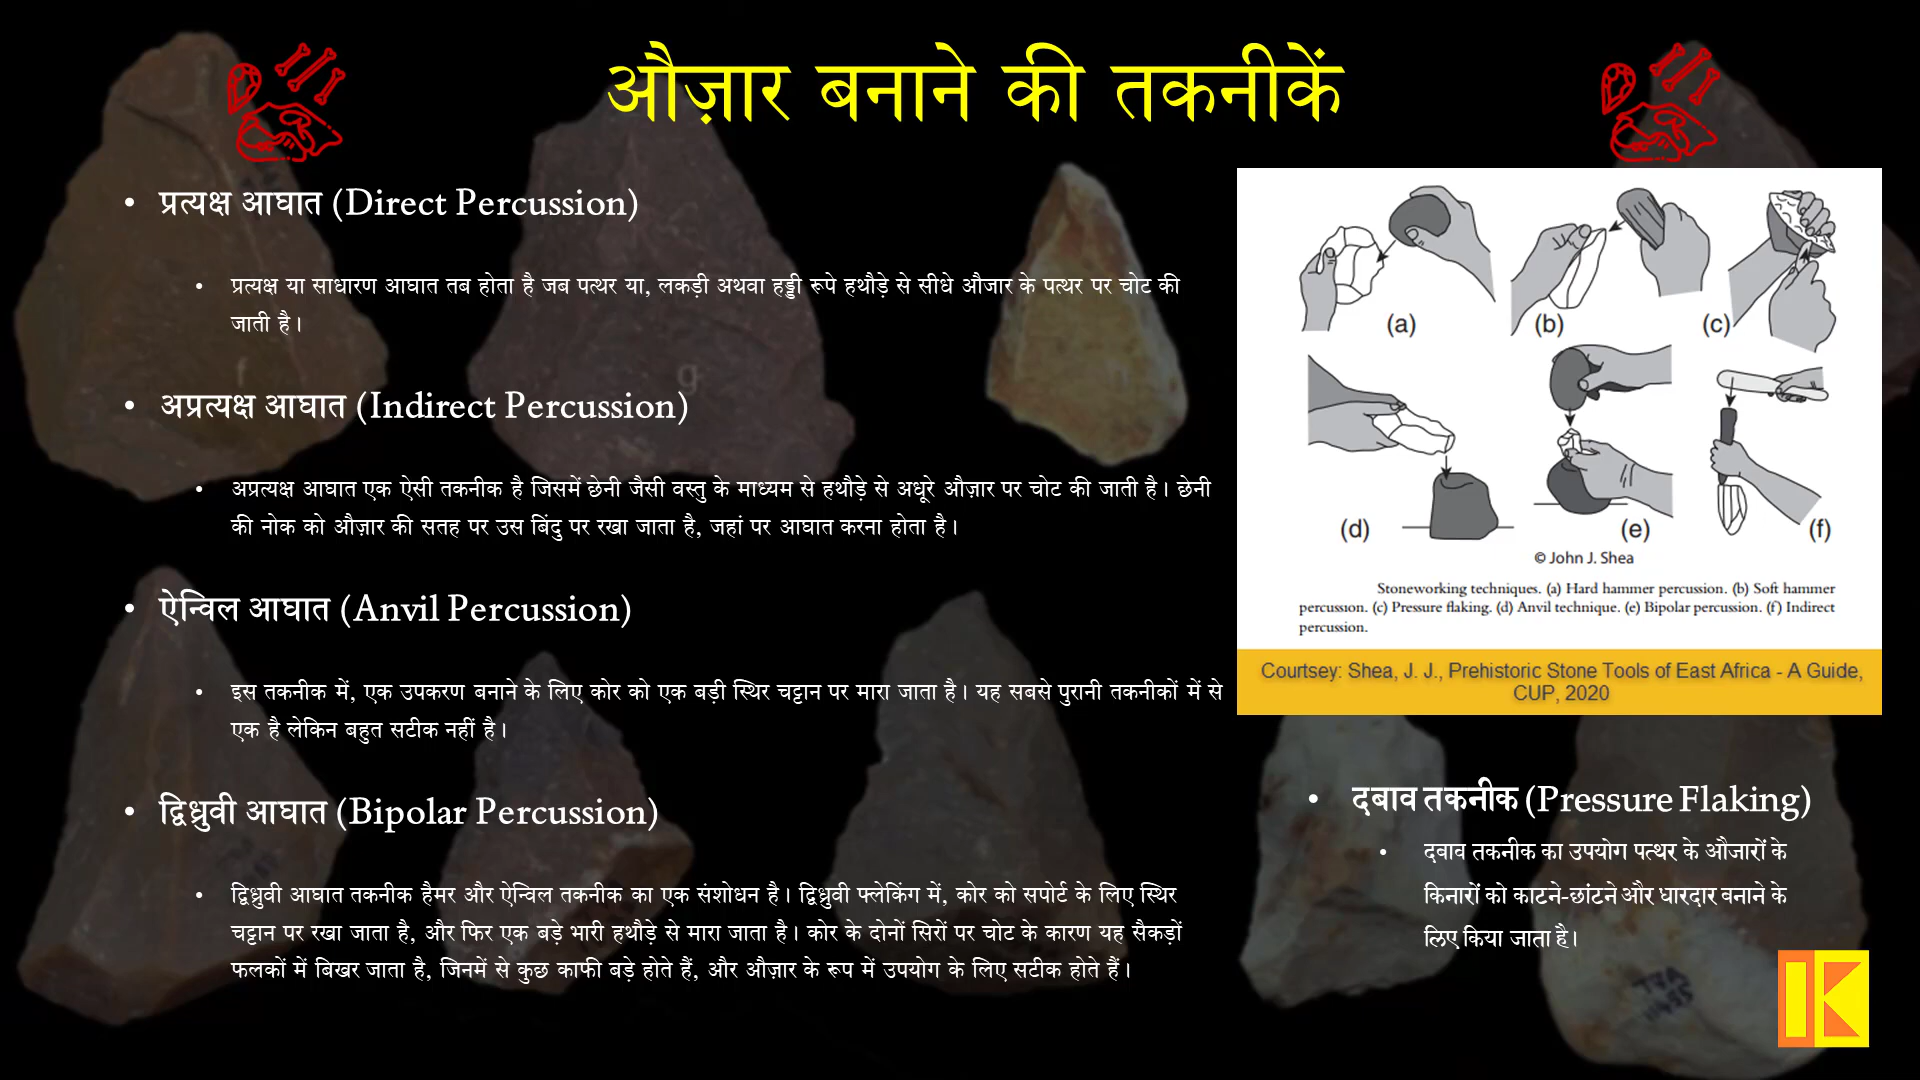 औज़ार बनाने की तकनीकें
• प्रत्यक्ष आघात (Direct Percussion)
• प्रत्यक्ष या साधारण आघात तब होता है जब पत्थर या, लकड़ी अथवा हड्डी रूपे हथौड़े से सीधे औजार के पत्थर पर चोट की
जाती है।
• अप्रत्यक्ष आघात (Indirect Percussion)
• अप्रत्यक्ष आघात एक ऐसी तकनीक है जिसमें छेनी जैसी वस्तु के माध्यम से हथौड़े से अधूरे औज़ार पर चोट की जाती है। छेनी
की नोक को औज़ार की सतह पर उस बिंदु पर रखा जाता है, जहां पर आघात करना होता है।
• ऐन्विल आघात (Anvil Percussion)
• इस तकनीक में, एक उपकरण बनाने के लिए कोर को एक बड़ी स्थिर चट्टान पर मारा जाता है। यह सबसे पुरानी तकनीकों में से
एक है लेकिन बहुत सटीक नहीं है।
• द्विध्रुवी आघात (Bipolar Percussion)
• द्विध्रुवी आघात तकनीक हैमर और ऐन्विल तकनीक का एक संशोधन है। द्विध्रुवी फ्लेकिंग में, कोर को सपोर्ट के लिए स्थिर
चट्टान पर रखा जाता है, और फिर एक बड़े भारी हथौड़े से मारा जाता है। कोर के दोनों सिरों पर चोट के कारण यह सैकड़ों
फलकों में बिखर जाता है, जिनमें से कुछ काफी बड़े होते हैं, और औज़ार के रूप में उपयोग के लिए सटीक होते हैं।
(a) (b) (c)
(d) (e) (f)
© John J. Shea
Stoneworking techniques. (a) Hard hammer percussion. (b) Soft hammer
percussion. (c) Pressure flaking. (d) Anvil technique. (e) Bipolar percussion. (f) Indirect
percussion.
Courtsey: Shea, J. J., Prehistoric Stone Tools of East Africa - A Guide,
CUP, 2020
• दबाव तकनीक (Pressure Flaking)
• दबाव तकनीक का उपयोग पत्थर के औजारों के
किनारों को काटने-छांटने और धारदार बनाने के
लिए किया जाता है।
f
g
IK